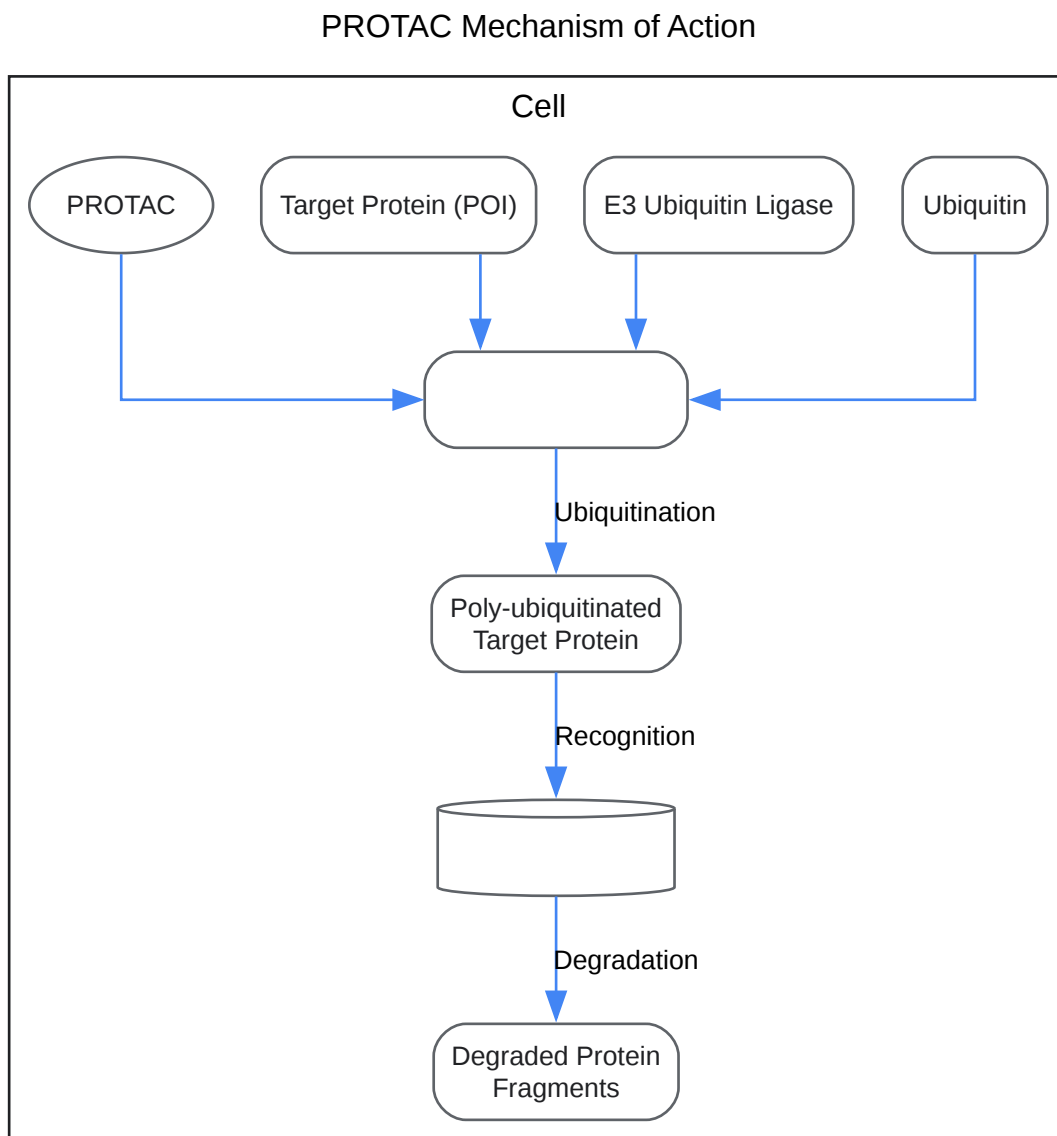 PROTAC Mechanism of Action
Cell
PROTAC
Target Protein (POI)
E3 Ubiquitin Ligase
Ubiquitin
Ubiquitination
Poly-ubiquitinated
Target Protein
Recognition
Degradation
Degraded Protein
Fragments